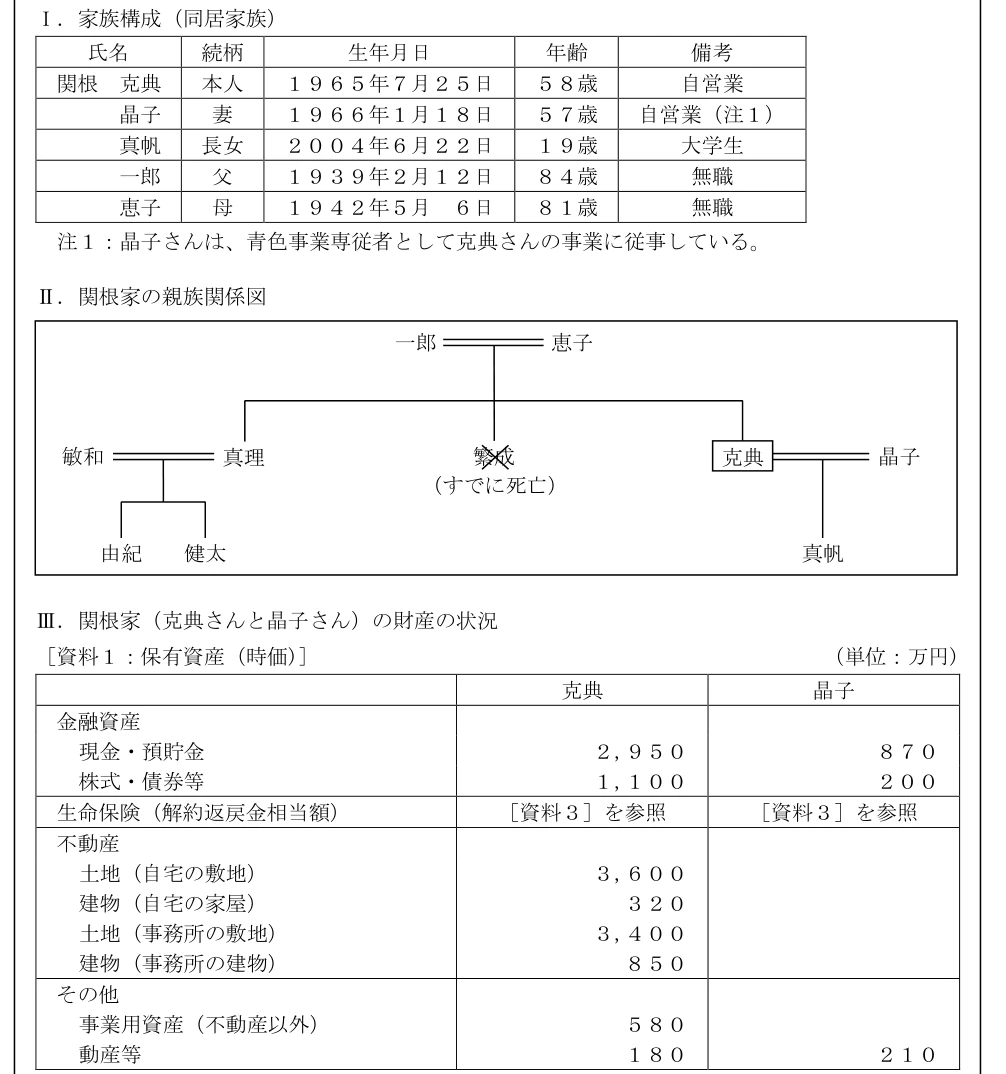 Ⅰ．家族構成（同居家族）
氏名 続柄 生年月日 年齢 備考
関根　克典 本人 １９６５年７月２５日 ５８歳 自営業
晶子 妻 １９６６年１月１８日 ５７歳 自営業（注１）
真帆 長女 ２００４年６月２２日 １９歳 大学生
一郎 父 １９３９年２月１２日 ８４歳 無職
恵子 母 １９４２年５月　６日 ８１歳 無職
注１：晶子さんは、青色事業専従者として克典さんの事業に従事している。
Ⅱ．関根家の親族関係図
一郎 恵子
敏和 真理 繁成 克典 晶子
（すでに死亡）
由紀 健太 真帆
Ⅲ．関根家（克典さんと晶子さん）の財産の状況
［資料１：保有資産（時価）］ （単位：万円）
克典 晶子
金融資産
現金・預貯金 ２，９５０ ８７０
株式・債券等 １，１００ ２００
生命保険（解約返戻金相当額） ［資料３］を参照 ［資料３］を参照
不動産
土地（自宅の敷地） ３，６００
建物（自宅の家屋） ３２０
土地（事務所の敷地） ３，４００
建物（事務所の建物） ８５０
その他
事業用資産（不動産以外） ５８０
動産等 １８０ ２１０